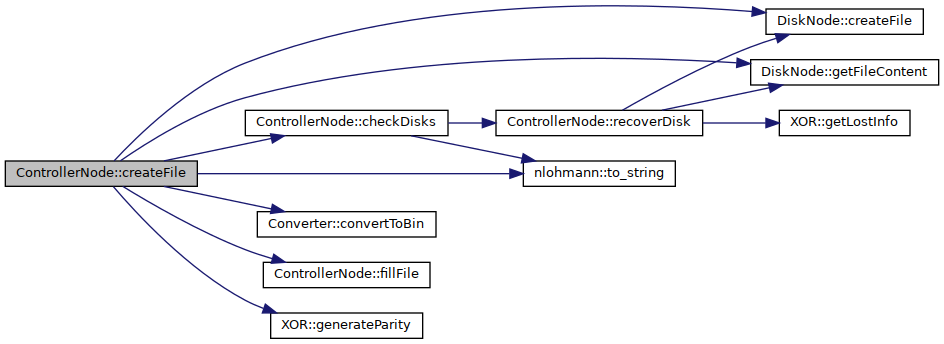 DiskNode::createFile
DiskNode::getFileContent
ControllerNode::checkDisks
ControllerNode::recoverDisk
XOR::getLostInfo
ControllerNode::createFile
nlohmann::to_string
Converter::convertToBin
ControllerNode::fillFile
XOR::generateParity